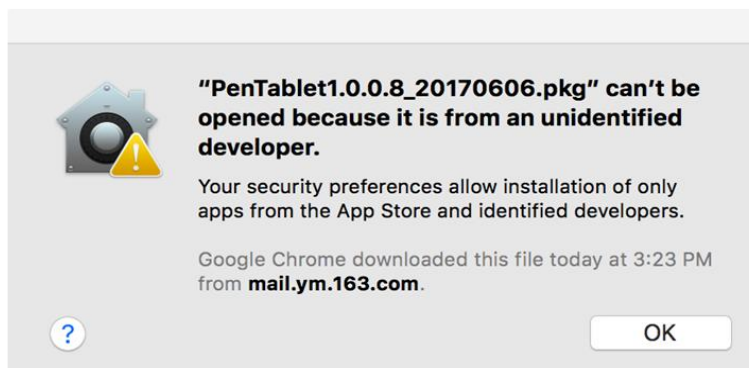 “PenTablet1.0.0.8_20170606.pkg” can’t be
opened because it is from an unidentified
developer.
Your security preferences allow installation of only
apps from the App Store and identified developers.
Google Chrome downloaded this file today at 3:23 PM
from mail.ym.163.com.
?
OK